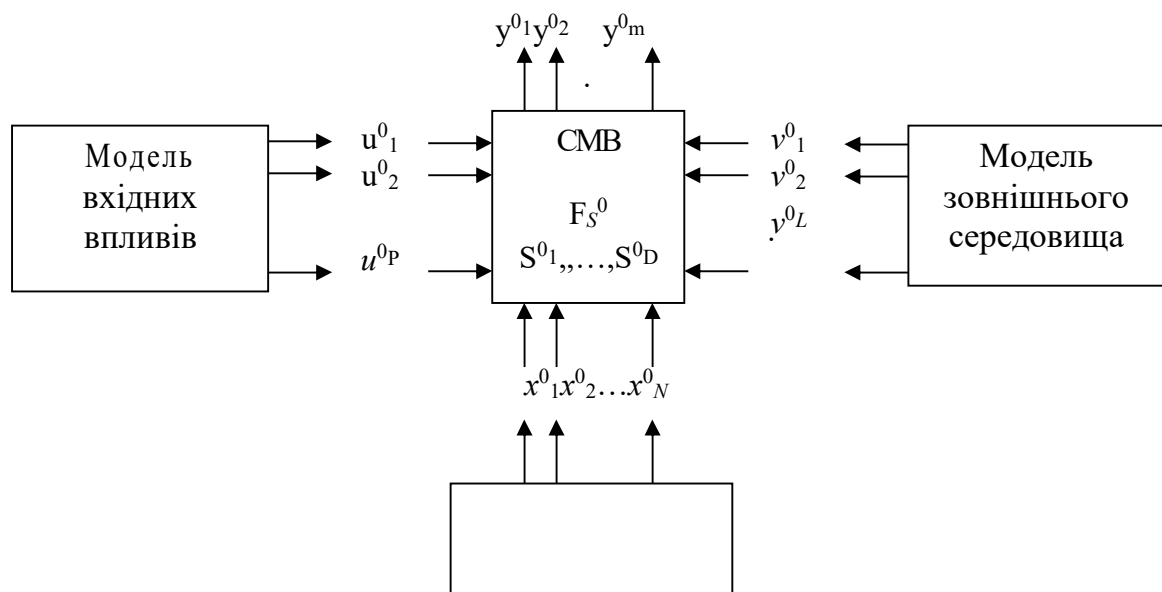 y⁰₁y⁰₂ y⁰m
.
Модель
вхідних
впливів
u⁰₁
u⁰₂
u⁰P
СМВ
F_S⁰
S⁰₁,,…,S⁰D
v⁰₁
v⁰₂
.v⁰L
Модель
зовнішнього
середовища
x⁰₁x⁰₂…x⁰N